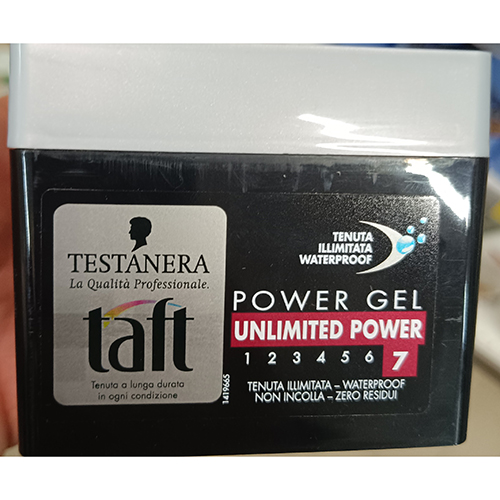 TESTANERA
La Qualità Professionale.
taft
Tenuta a lunga durata
in ogni condizione
1419665
TENUTA
ILLIMITATA
WATERPROOF
POWER GEL
UNLIMITED POWER
1 2 3 4 5 6 7
TENUTA ILLIMITATA – WATERPROOF
NON INCOLLA – ZERO RESIDUI